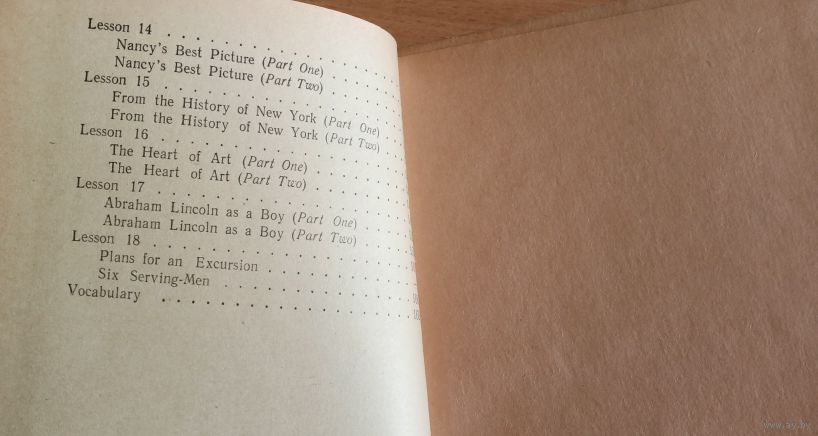 Lesson 14 . . . . . . . . . . . . . . . .
Nancy's Best Picture (Part One) . . . . .
Nancy's Best Picture (Part Two) . . . . .
Lesson 15 . . . . . . . . . . . . . . . .
From the History of New York (Part One) . .
From the History of New York (Part Two) . .
Lesson 16 . . . . . . . . . . . . . . . .
The Heart of Art (Part One) . . . . . . .
The Heart of Art (Part Two) . . . . . . .
Lesson 17 . . . . . . . . . . . . . . . .
Abraham Lincoln as a Boy (Part One) . . . .
Abraham Lincoln as a Boy (Part Two) . . . .
Lesson 18 . . . . . . . . . . . . . . . .
Plans for an Excursion . . . . . . . . . .
Six Serving-Men . . . . . . . . . . . . .
Vocabulary . . . . . . . . . . . . . . . .
www.ay.by